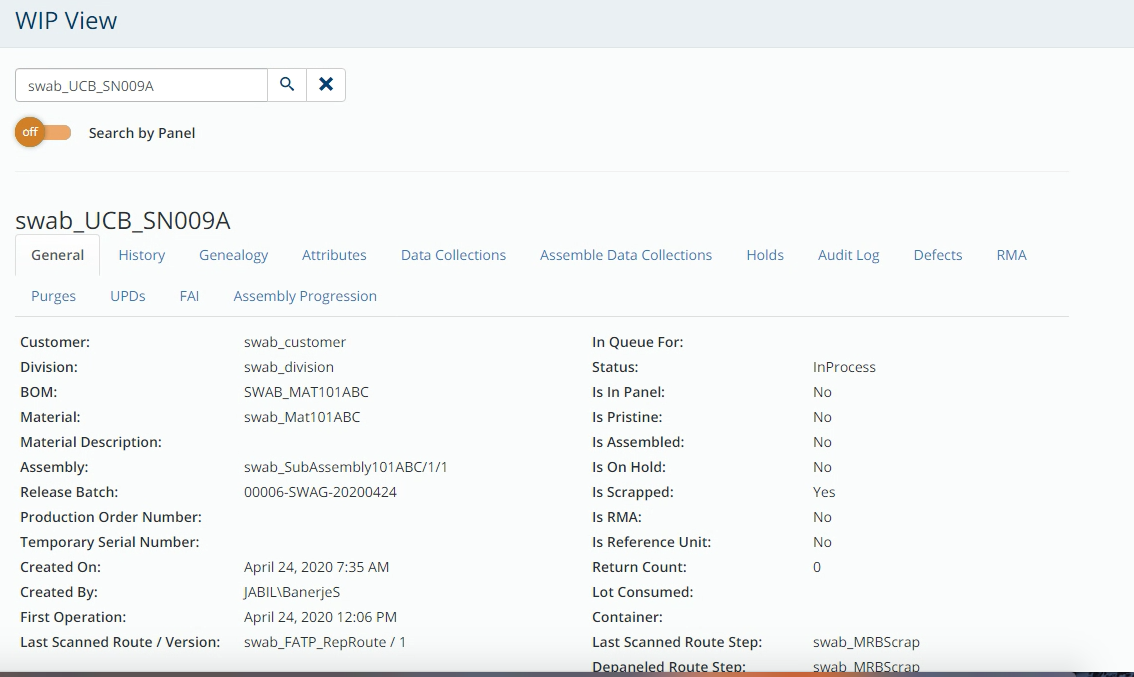 WIP View
swab_UCB_SN009A
off Search by Panel
swab_UCB_SN009A
General History Genealogy Attributes Data Collections Assemble Data Collections Holds Audit Log Defects RMA
Purges UPDs FAI Assembly Progression
Customer: swab_customer In Queue For:
Division: swab_division Status: InProcess
BOM: SWAB_MAT101ABC Is In Panel: No
Material: swab_Mat101ABC Is Pristine: No
Material Description: Is Assembled: No
Assembly: swab_SubAssembly101ABC/1/1 Is On Hold: No
Release Batch: 00006-SWAG-20200424 Is Scrapped: Yes
Production Order Number: Is RMA: No
Temporary Serial Number: Is Reference Unit: No
Created On: April 24, 2020 7:35 AM Return Count: 0
Created By: JABIL\BanerjeS Lot Consumed:
First Operation: April 24, 2020 12:06 PM Container:
Last Scanned Route / Version: swab_FATP_RepRoute / 1 Last Scanned Route Step: swab_MRBScrap
Depaneled Route Step: swab_MRBScrap